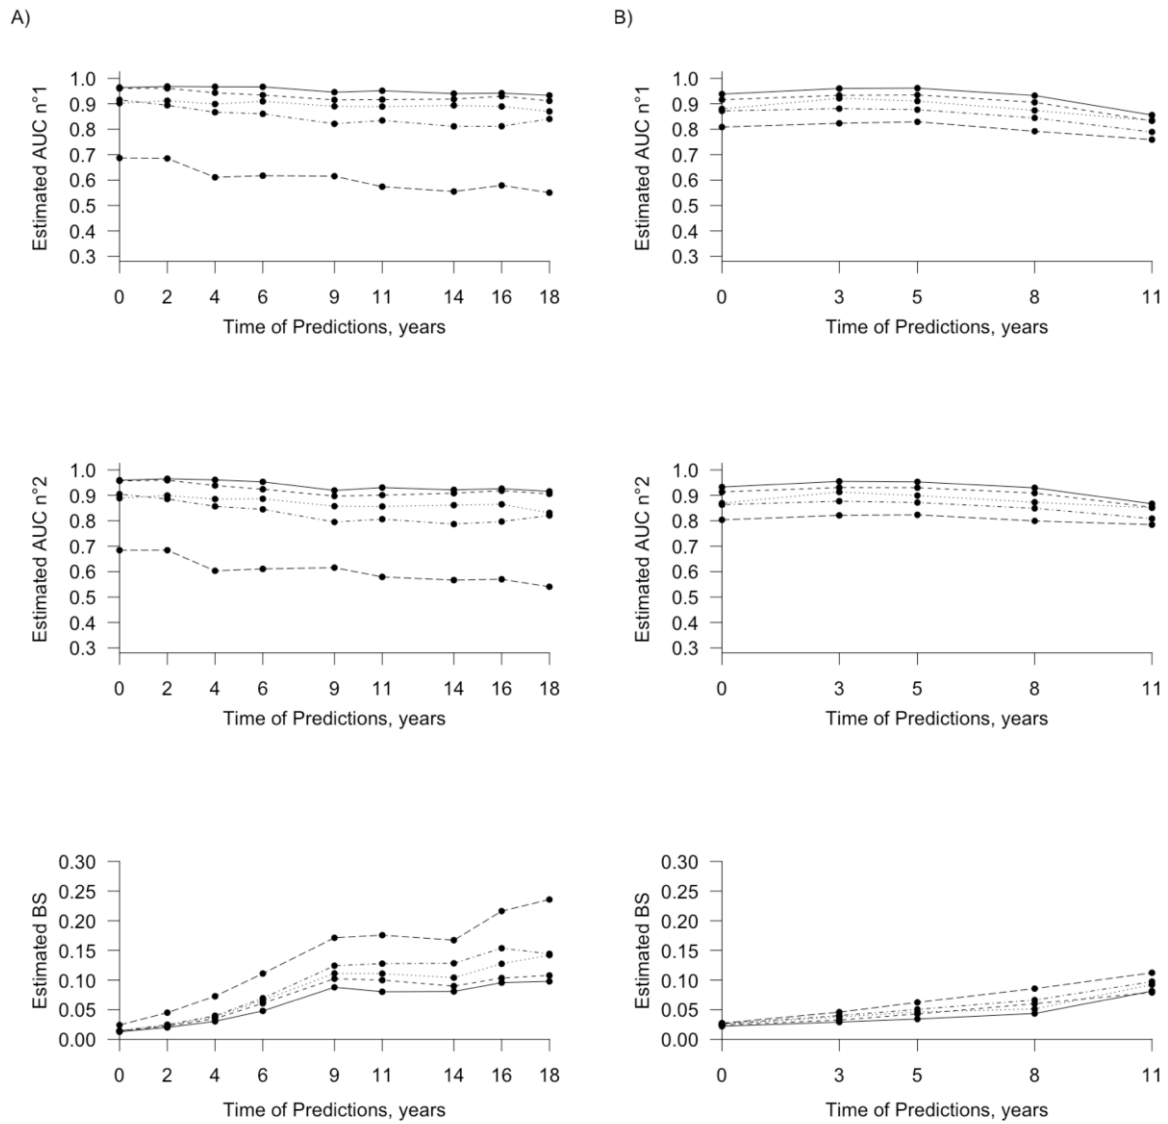 A)
Estimated AUC n°1
1.0
0.9
0.8
0.7
0.6
0.5
0.4
0.3
0 2 4 6 9 11 14 16 18
Time of Predictions, years
Estimated AUC n°2
1.0
0.9
0.8
0.7
0.6
0.5
0.4
0.3
0 2 4 6 9 11 14 16 18
Time of Predictions, years
Estimated BS
0.30
0.25
0.20
0.15
0.10
0.05
0.00
0 2 4 6 9 11 14 16 18
Time of Predictions, years
B)
Estimated AUC n°1
1.0
0.9
0.8
0.7
0.6
0.5
0.4
0.3
0 3 5 8 11
Time of Predictions, years
Estimated AUC n°2
1.0
0.9
0.8
0.7
0.6
0.5
0.4
0.3
0 3 5 8 11
Time of Predictions, years
Estimated BS
0.30
0.25
0.20
0.15
0.10
0.05
0.00
0 3 5 8 11
Time of Predictions, years